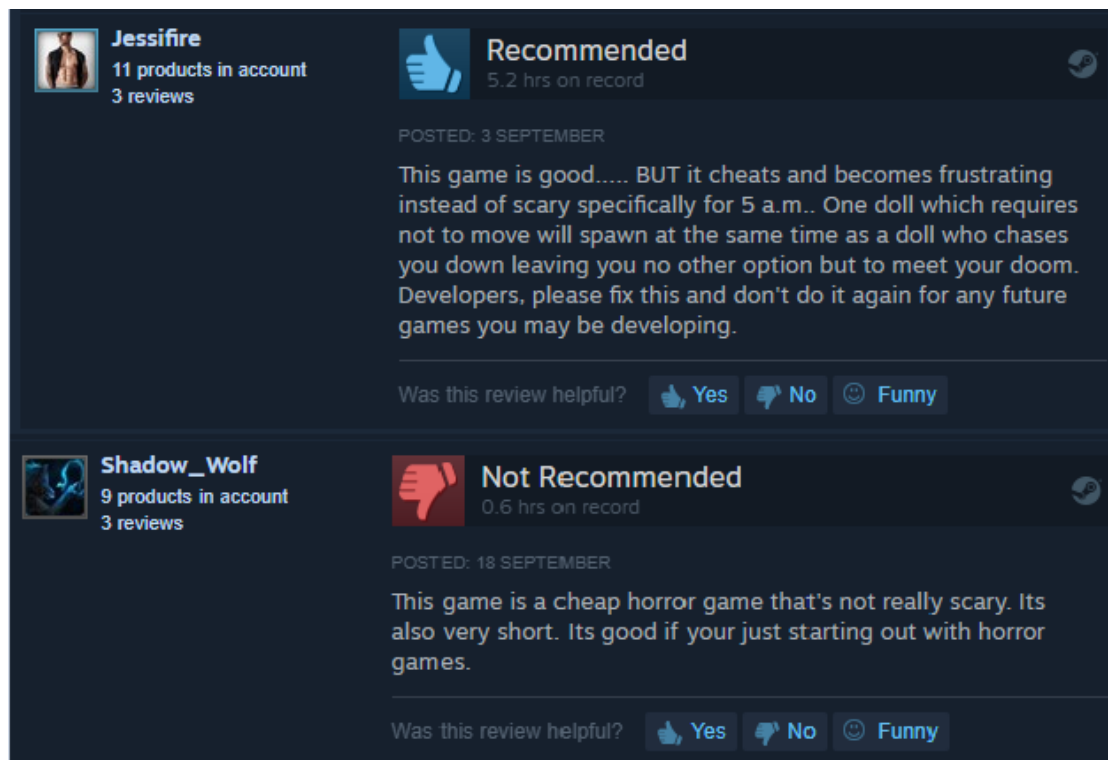 Jessifire
11 products in account
3 reviews
Recommended
5.2 hrs on record
POSTED: 3 SEPTEMBER
This game is good..... BUT it cheats and becomes frustrating
instead of scary specifically for 5 a.m.. One doll which requires
not to move will spawn at the same time as a doll who chases
you down leaving you no other option but to meet your doom.
Developers, please fix this and don't do it again for any future
games you may be developing.
Was this review helpful? Yes No Funny
Shadow_Wolf
9 products in account
3 reviews
Not Recommended
0.6 hrs on record
POSTED: 18 SEPTEMBER
This game is a cheap horror game that's not really scary. Its
also very short. Its good if your just starting out with horror
games.
Was this review helpful? Yes No Funny